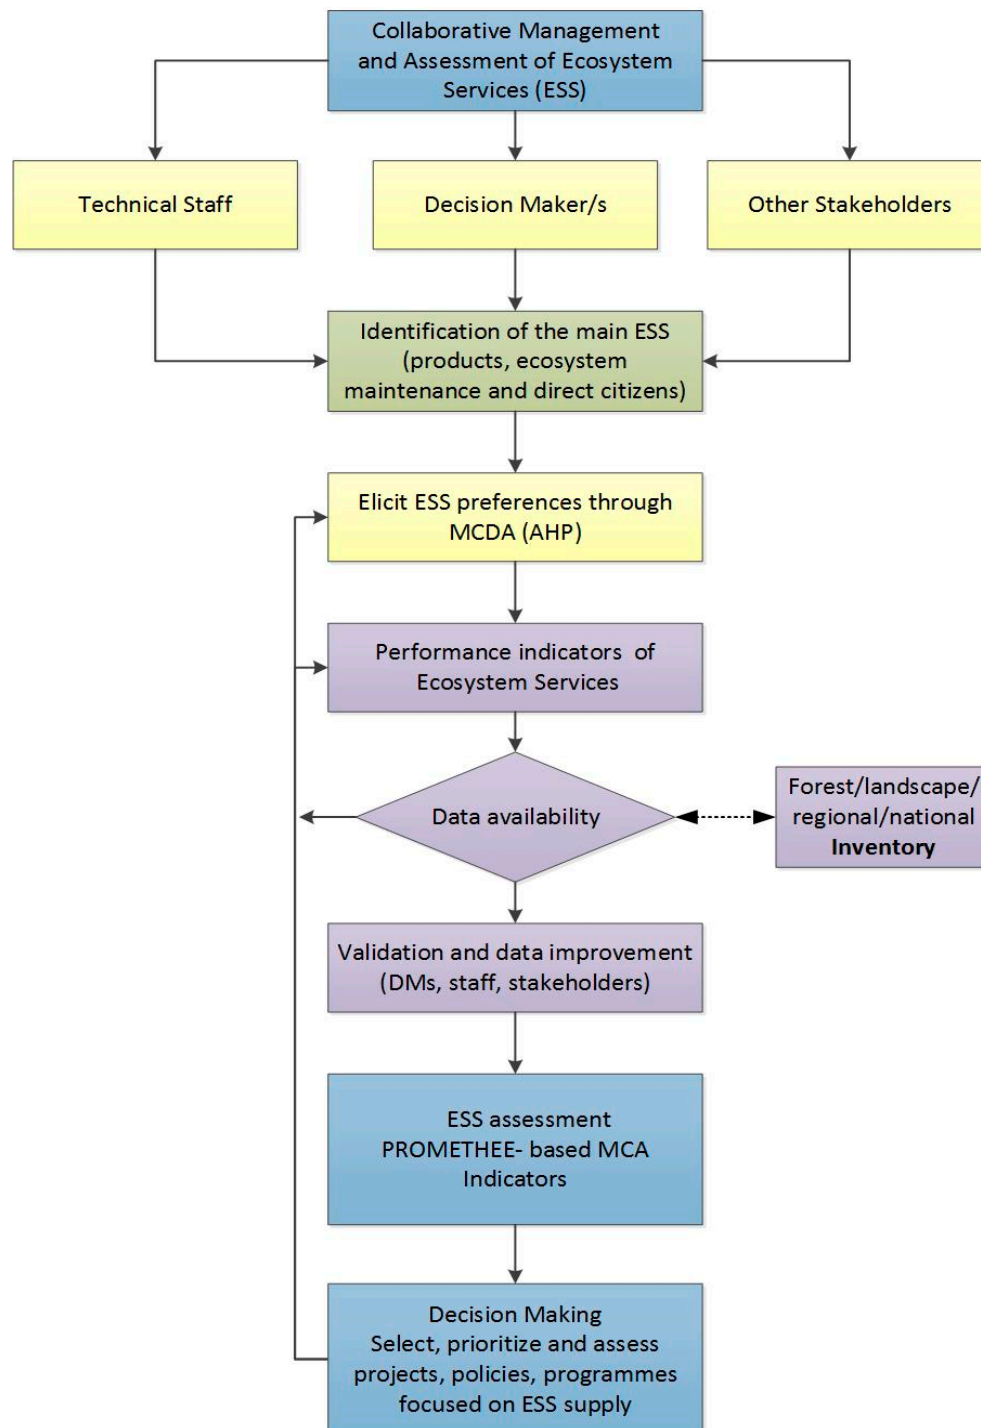 Collaborative Management
and Assessment of Ecosystem
Services (ESS)
Technical Staff
Decision Maker/s
Other Stakeholders
Identification of the main ESS
(products, ecosystem
maintenance and direct citizens)
Elicit ESS preferences through
MCDA (AHP)
Performance indicators of
Ecosystem Services
Data availability
Forest/landscape/
regional/national
Inventory
Validation and data improvement
(DMs, staff, stakeholders)
ESS assessment
PROMETHEE- based MCA
Indicators
Decision Making
Select, prioritize and assess
projects, policies, programmes
focused on ESS supply